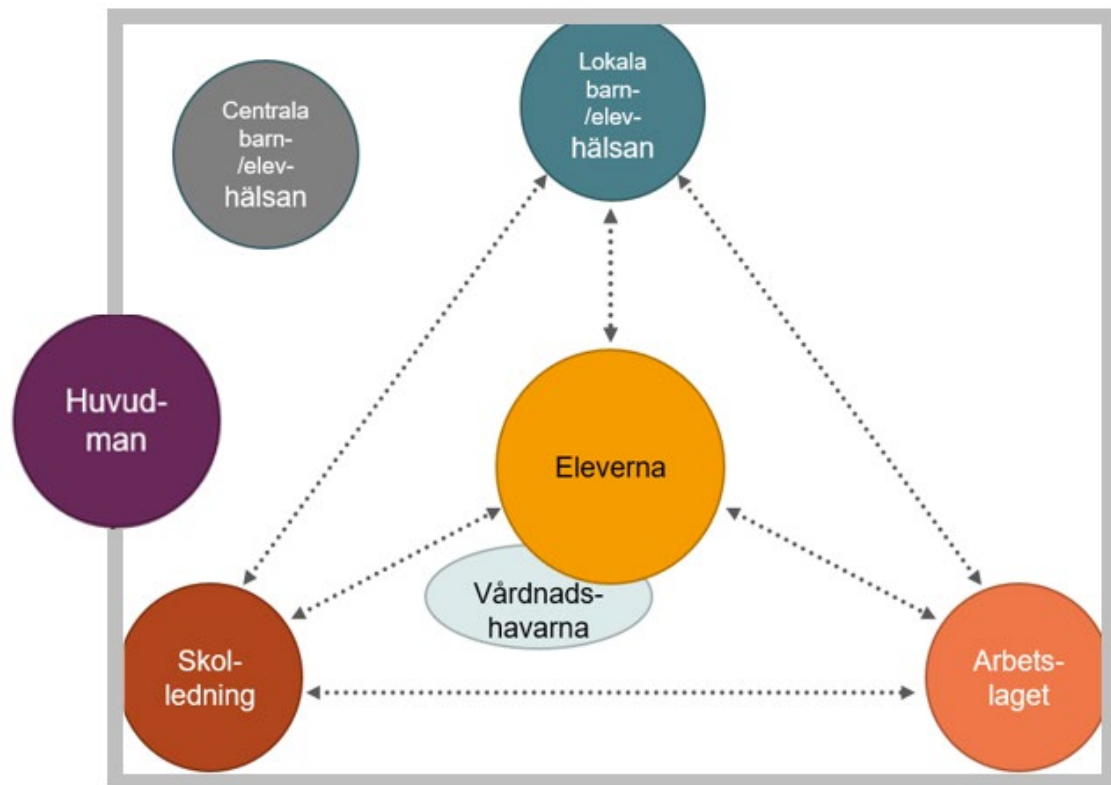 Centrala
barn-
/elev-
hälsan
Lokala
barn-
/elev-
hälsan
Huvud-
man
Eleverna
Vårdnads-
havarna
Skol-
ledning
Arbets-
laget